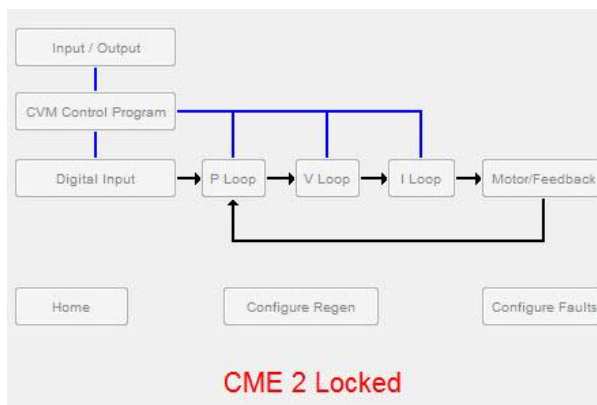 Input / Output
CVM Control Program
Digital Input
P Loop
V Loop
I Loop
Motor/Feedback
Home
Configure Regen
Configure Faults
CME 2 Locked